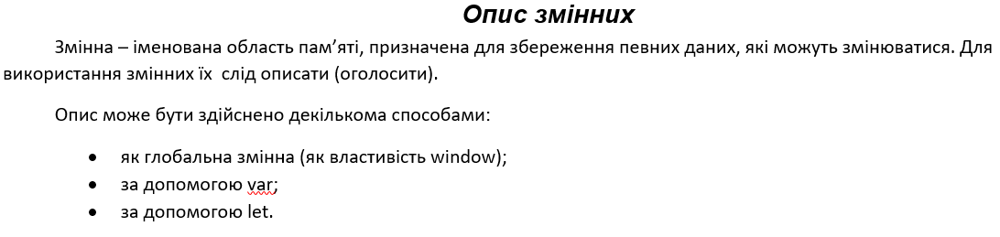 Опис змінних
Змінна – іменована область пам’яті, призначена для збереження певних даних, які можуть змінюватися. Для
використання змінних їх  слід описати (оголосити).
Опис може бути здійснено декількома способами:
• як глобальна змінна (як властивість window);
• за допомогою var;
• за допомогою let.